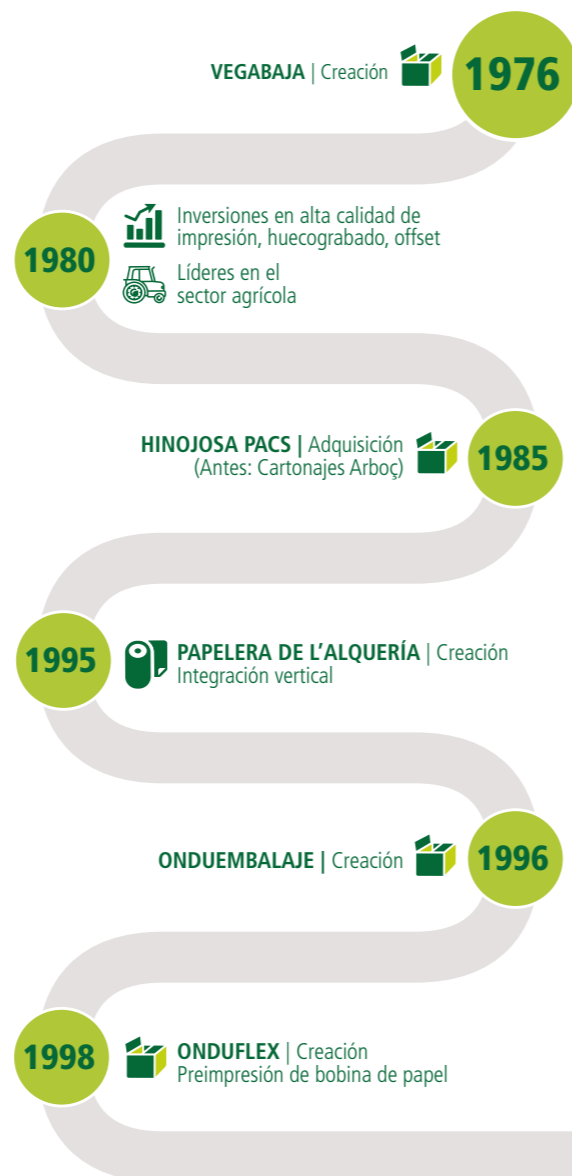 VEGABAJA | Creación
1976
1980
Inversiones en alta calidad de
impresión, huecograbado, offset
Líderes en el
sector agrícola
HINOJOSA PACS | Adquisición
(Antes: Cartonajes Arboç)
1985
1995
PAPELERA DE L’ALQUERÍA | Creación
Integración vertical
ONDUEMBALAJE | Creación
1996
1998
ONDUFLEX | Creación
Preimpresión de bobina de papel